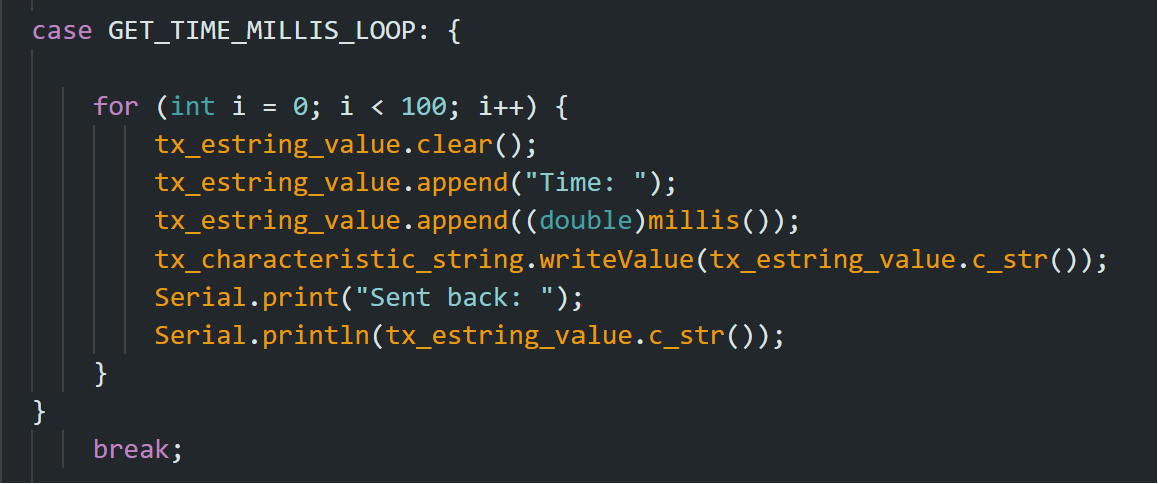 case GET_TIME_MILLIS_LOOP: {
for (int i = 0; i < 100; i++) {
tx_estring_value.clear();
tx_estring_value.append("Time: ");
tx_estring_value.append((double)millis());
tx_characteristic_string.writeValue(tx_estring_value.c_str());
Serial.print("Sent back: ");
Serial.println(tx_estring_value.c_str());
}
}
break;